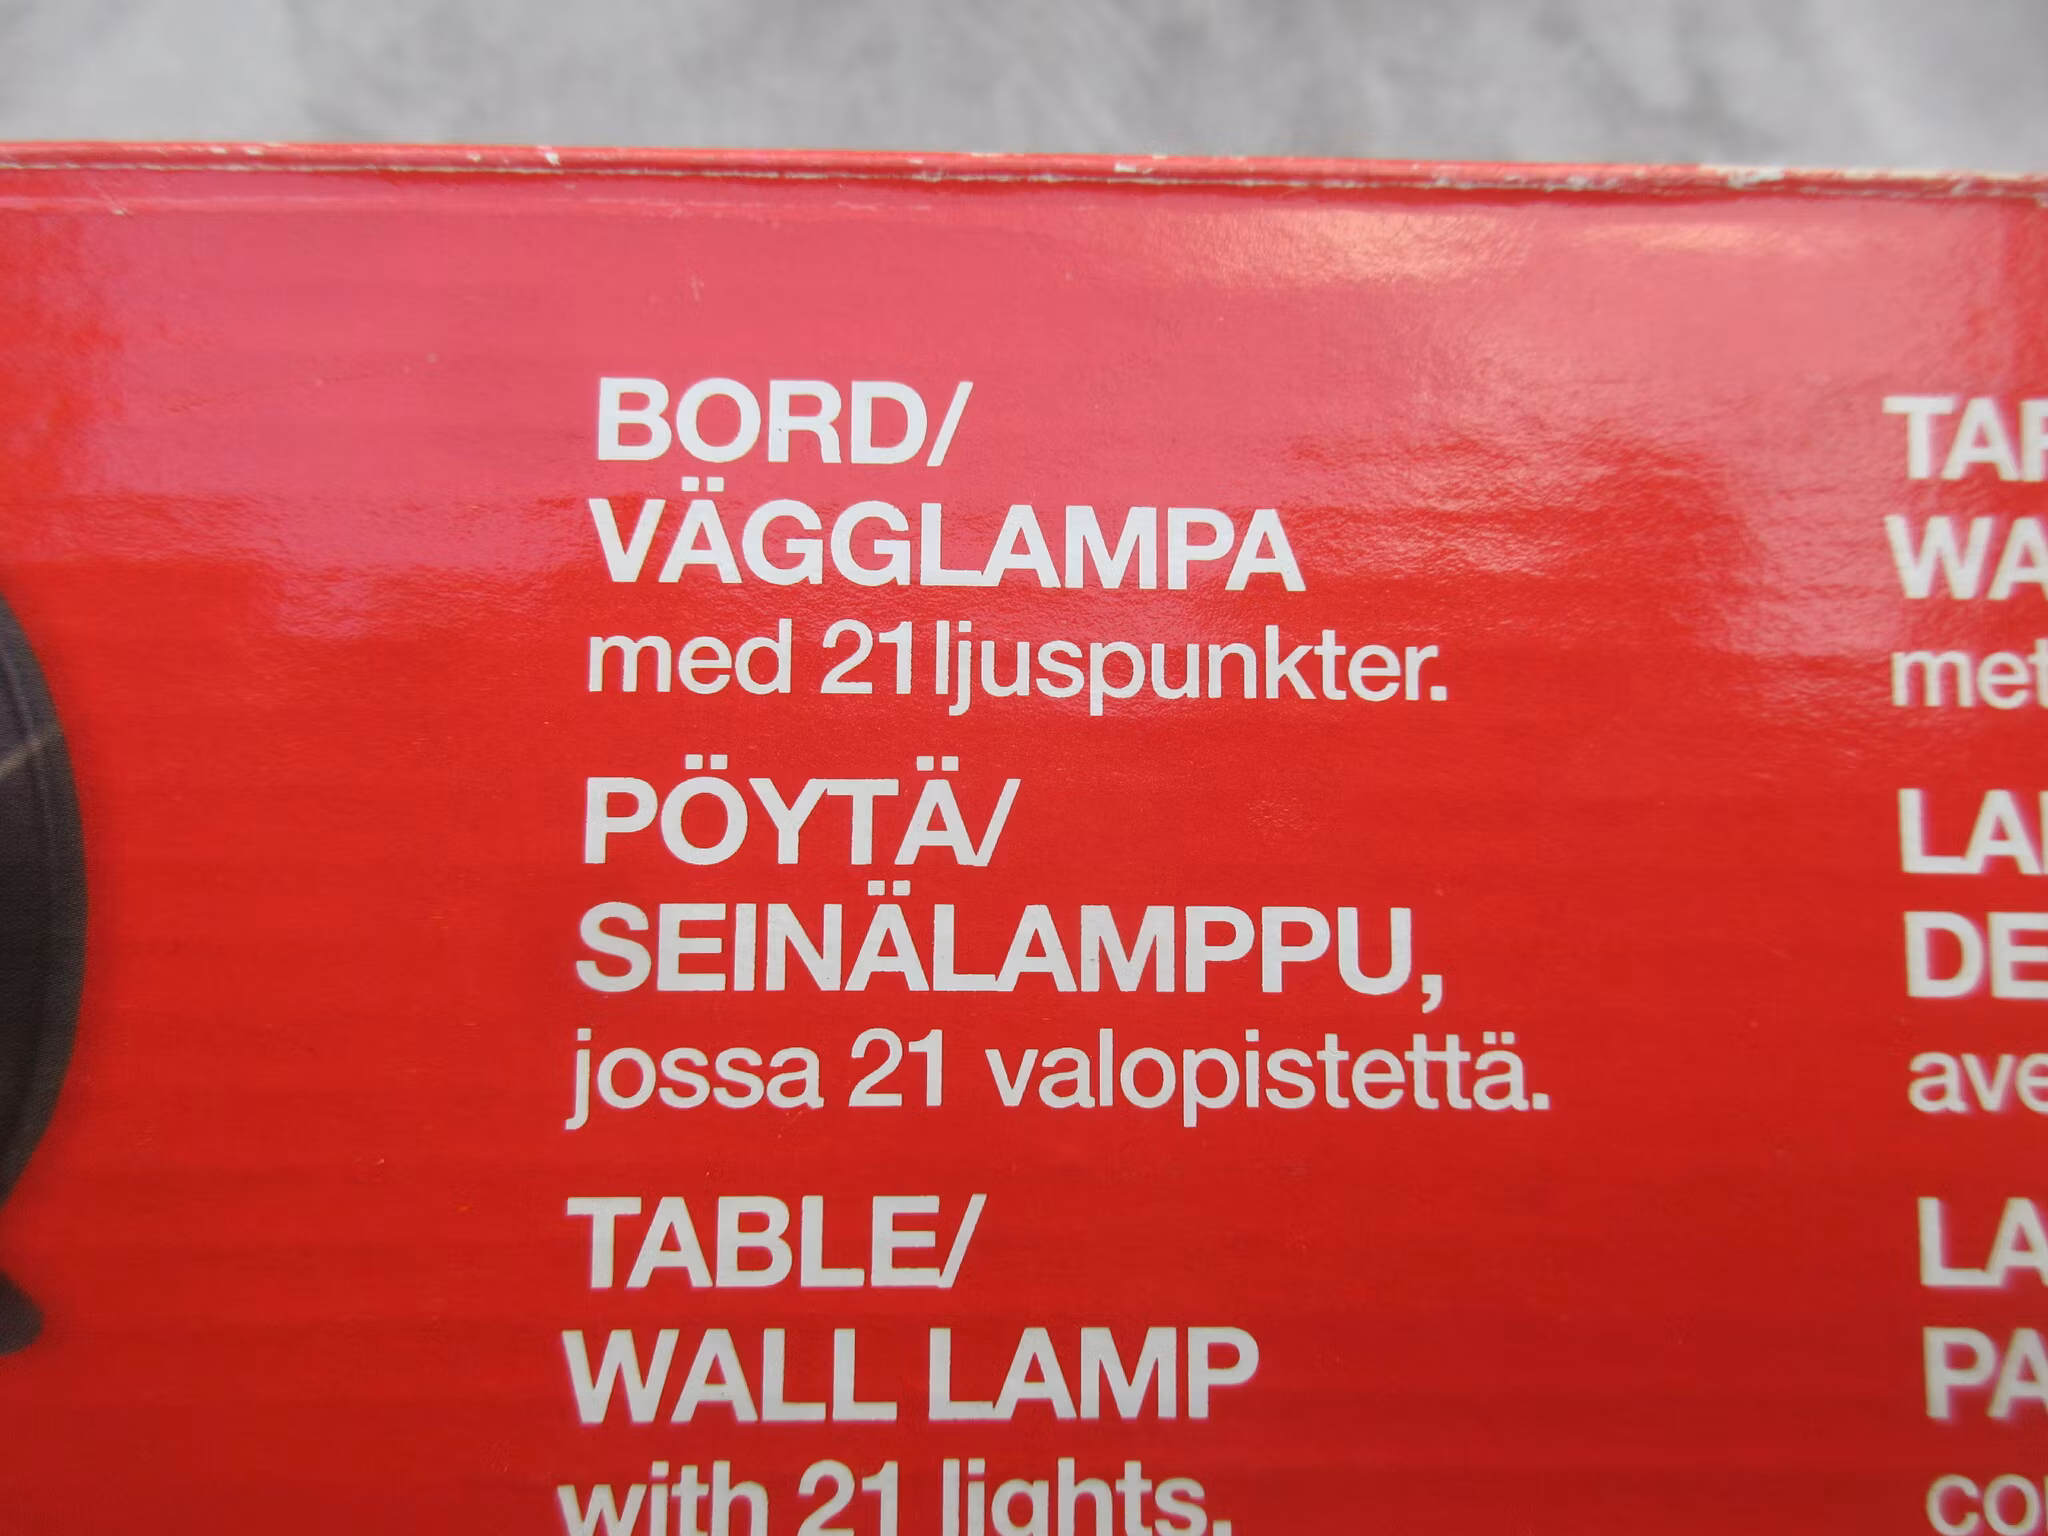 BORD/
VÄGGLAMPA
med 21 ljuspunkter.
PÖYTÄ/
SEINÄLAMPPU,
jossa 21 valopistettä.
TABLE/
WALL LAMP
with 21 lights.